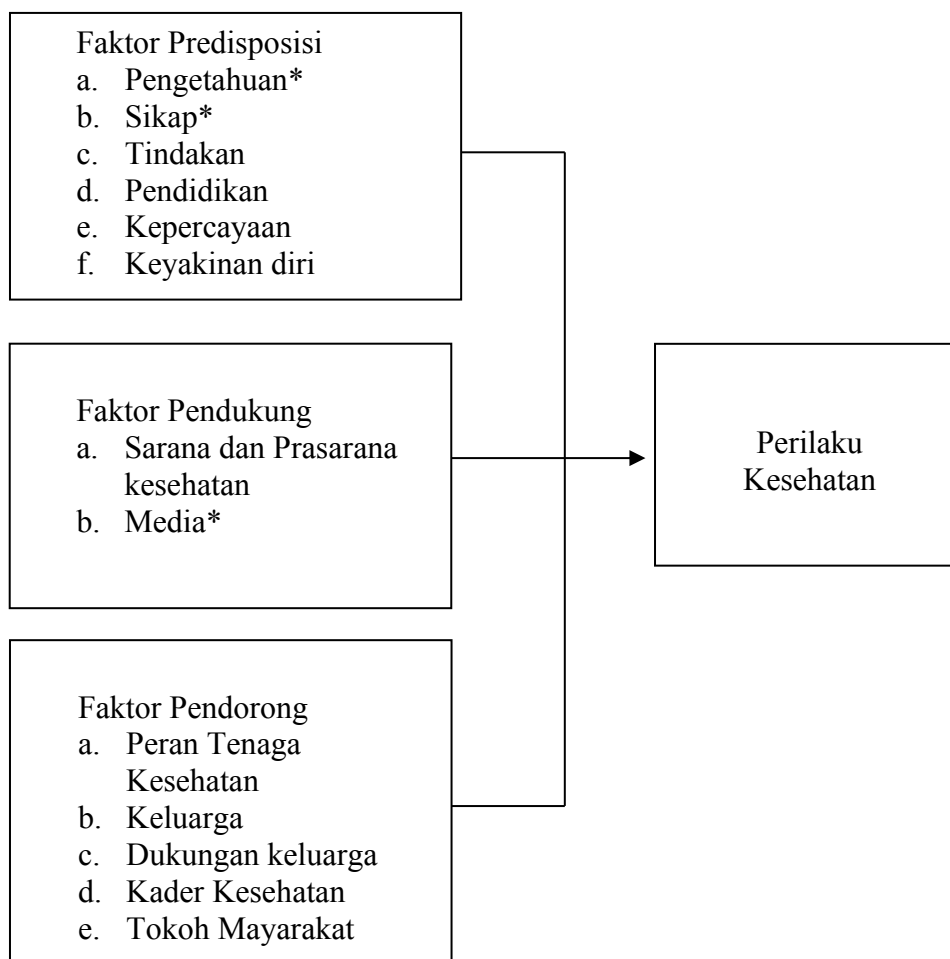 Faktor Predisposisi
a. Pengetahuan*
b. Sikap*
c. Tindakan
d. Pendidikan
e. Kepercayaan
f. Keyakinan diri
Faktor Pendukung
a. Sarana dan Prasarana
kesehatan
b. Media*
Perilaku
Kesehatan
Faktor Pendorong
a. Peran Tenaga
Kesehatan
b. Keluarga
c. Dukungan keluarga
d. Kader Kesehatan
e. Tokoh Mayarakat